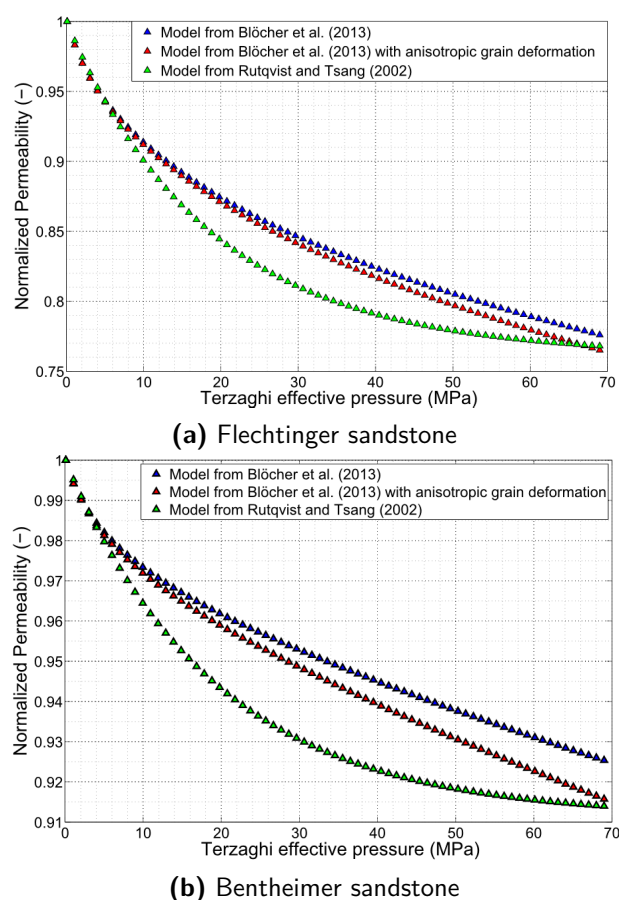 1
Model from Blöcher et al. (2013)
Model from Blöcher et al. (2013) with anisotropic grain deformation
Model from Rutqvist and Tsang (2002)
0.95
0.9
0.85
0.8
0.75
Normalized Permeability (−)
0 10 20 30 40 50 60 70
Terzaghi effective pressure (MPa)
(a) Flechtinger sandstone
1
Model from Blöcher et al. (2013)
Model from Blöcher et al. (2013) with anisotropic grain deformation
Model from Rutqvist and Tsang (2002)
0.99
0.98
0.97
0.96
0.95
0.94
0.93
0.92
0.91
Normalized Permeability (−)
0 10 20 30 40 50 60 70
Terzaghi effective pressure (MPa)
(b) Bentheimer sandstone